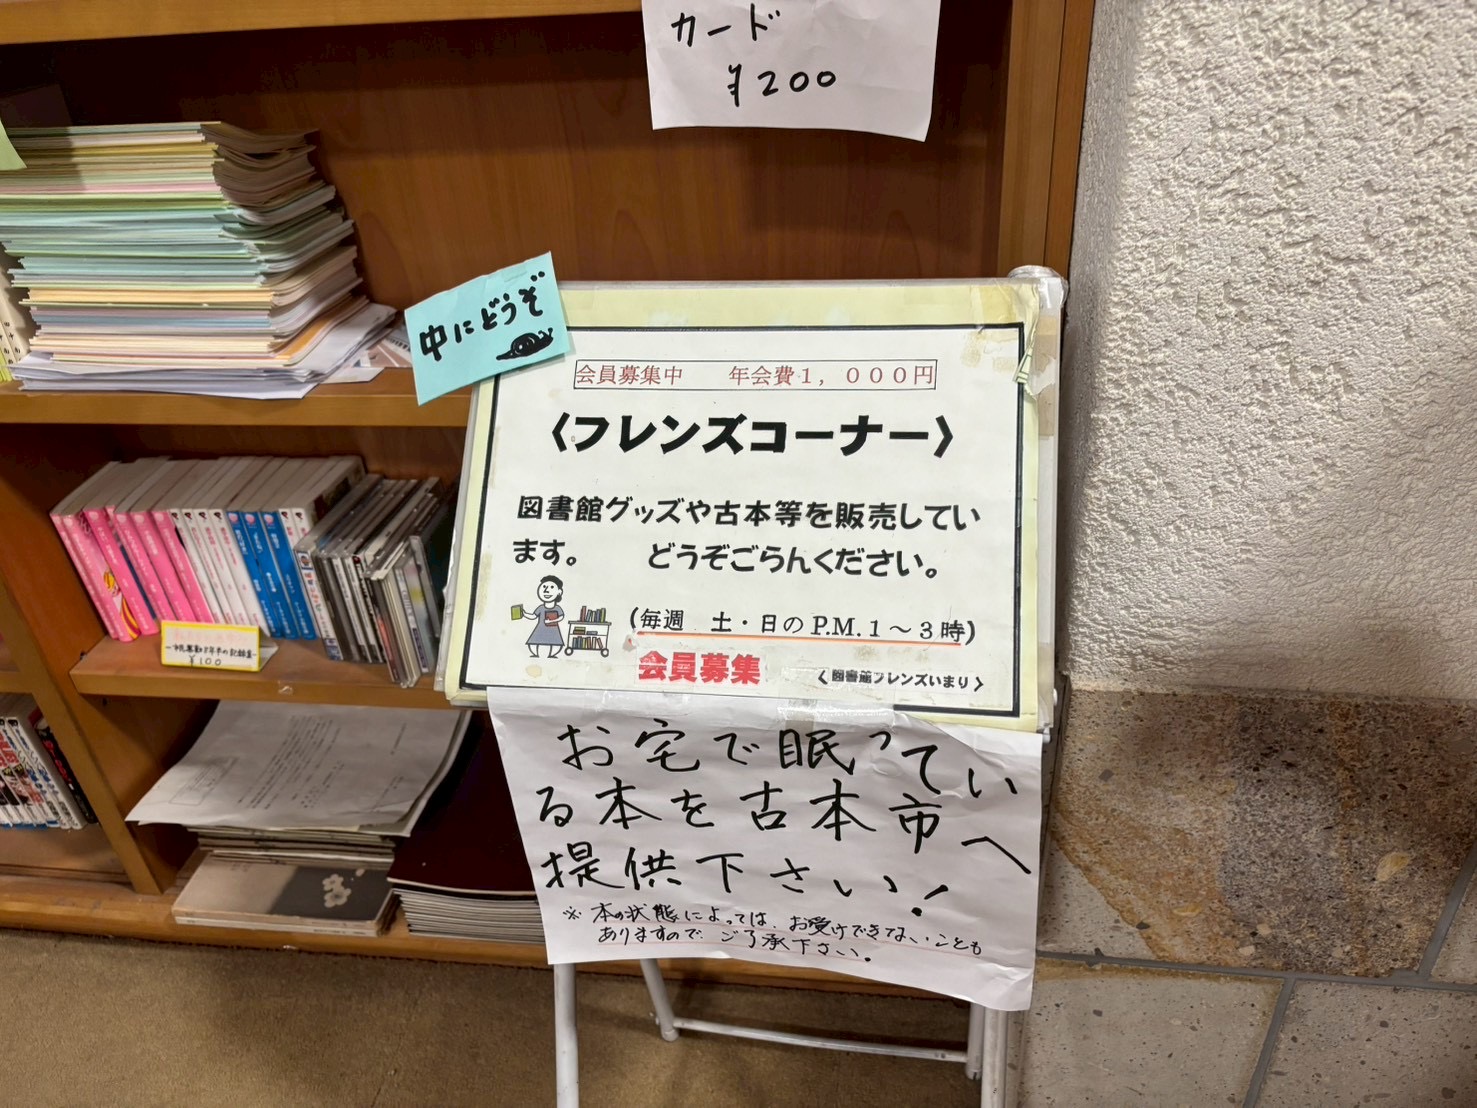 カード
¥200
中にどうぞ
会員募集中　年会費１，０００円
〈フレンズコーナー〉
図書館グッズや古本等を販売してい
ます。　どうぞごらんください。
(毎週　土・日のP.M.１～３時)
会員募集　〈図書館フレンズいまり〉
お宅で眠ってい
る本を古本市へ
提供下さい！
※本の状態によっては、お受けできないことも
ありますので、ご了承下さい。
¥100